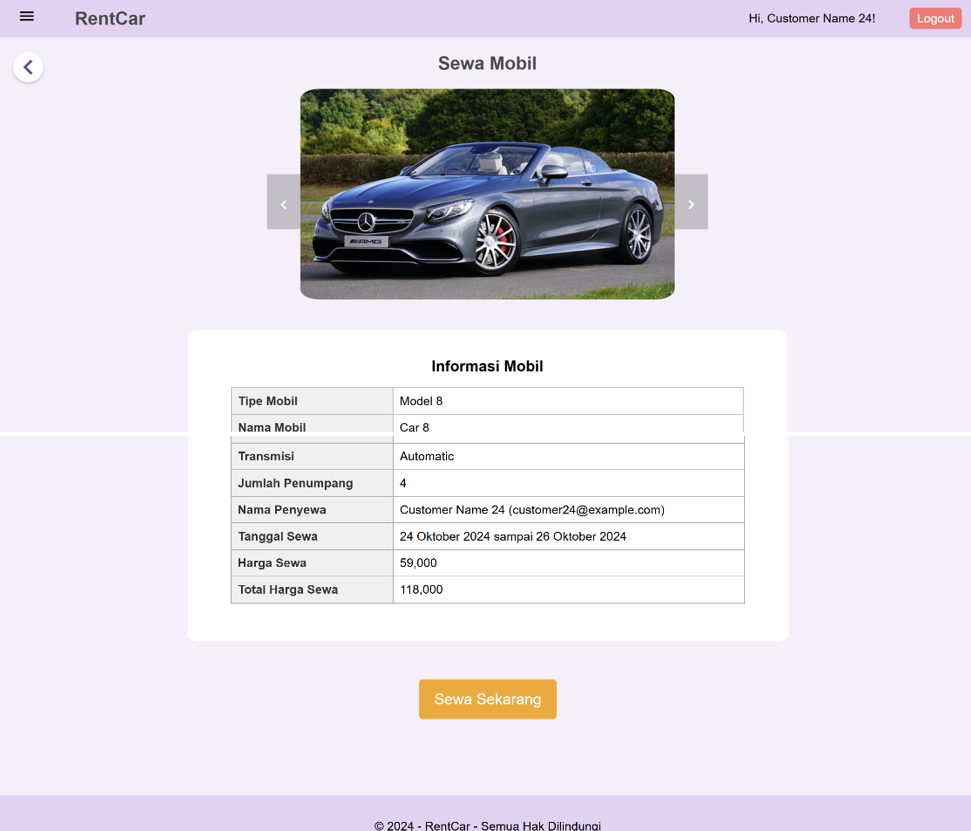 RentCar
Hi, Customer Name 24!
Logout
Sewa Mobil
AMG
Informasi Mobil
Tipe Mobil Model 8
Nama Mobil Car 8
Transmisi Automatic
Jumlah Penumpang 4
Nama Penyewa Customer Name 24 (customer24@example.com)
Tanggal Sewa 24 Oktober 2024 sampai 26 Oktober 2024
Harga Sewa 59,000
Total Harga Sewa 118,000
Sewa Sekarang
© 2024 - RentCar - Semua Hak Dilindungi